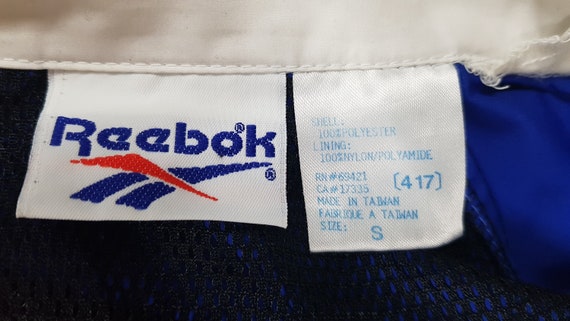 Reebok®
®
SHELL:
100%POLYESTER
LINING:
100%NYLON/POLYAMIDE
RN#69421
CA#17335 [417]
MADE IN TAIWAN
FABRIQUE A TAIWAN
SIZE: S